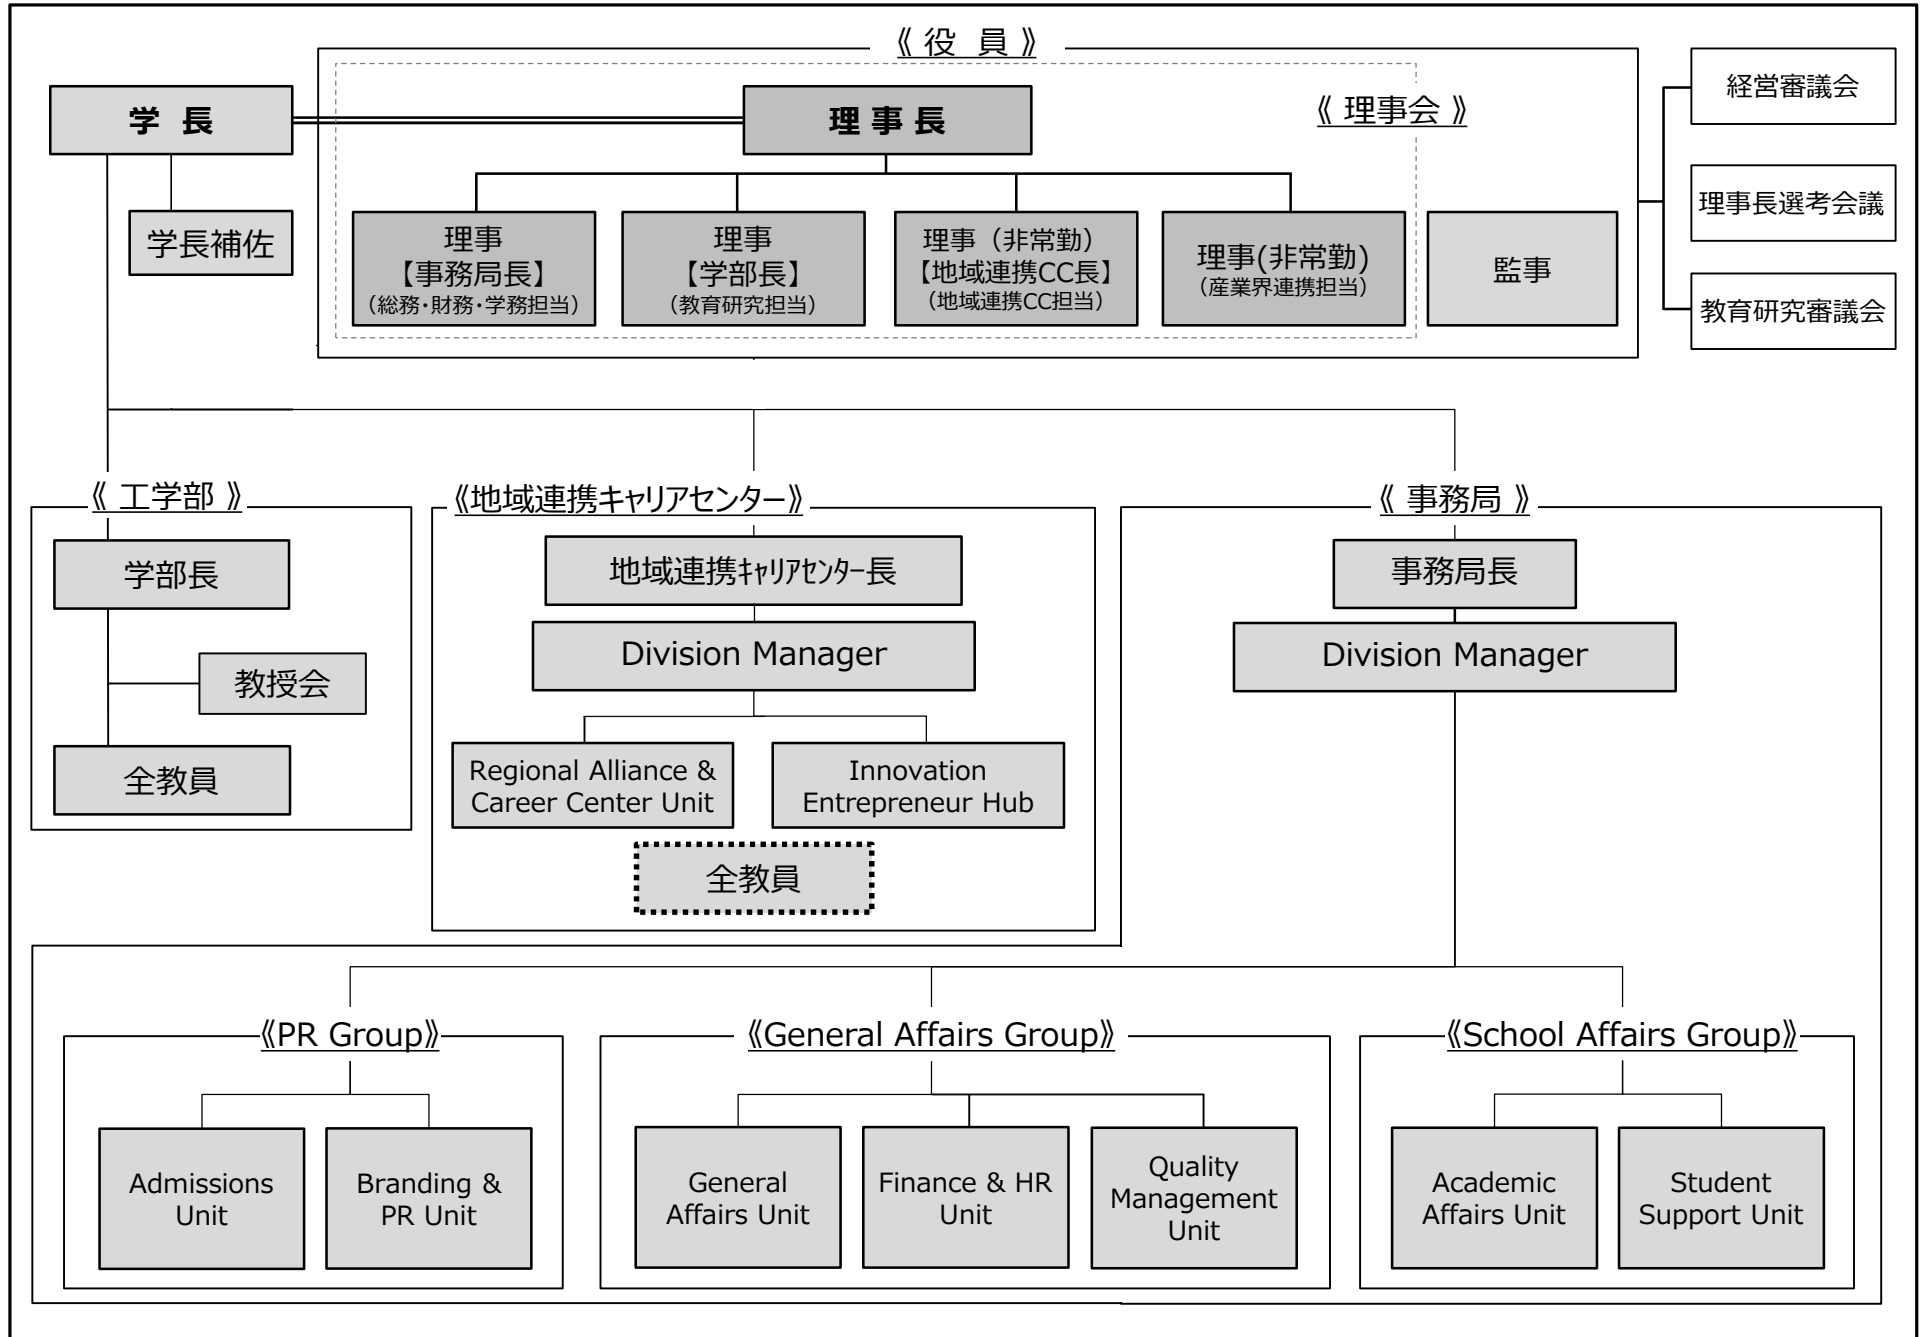 《 役 員 》
学 長
理 事 長
《 理事会 》
経営審議会
理事長選考会議
教育研究審議会
学長補佐
理事
【事務局長】
(総務・財務・学務担当)
理事
【学部長】
(教育研究担当)
理事（非常勤）
【地域連携CC長】
(地域連携CC担当)
理事(非常勤)
(産業界連携担当)
監事
《 工学部 》
学部長
教授会
全教員
《地域連携キャリアセンター》
地域連携ｷｬﾘｱｾﾝﾀｰ長
Division Manager
Regional Alliance &
Career Center Unit
Innovation
Entrepreneur Hub
全教員
《 事務局 》
事務局長
Division Manager
《PR Group》
Admissions
Unit
Branding &
PR Unit
《General Affairs Group》
General
Affairs Unit
Finance & HR
Unit
Quality
Management
Unit
《School Affairs Group》
Academic
Affairs Unit
Student
Support Unit